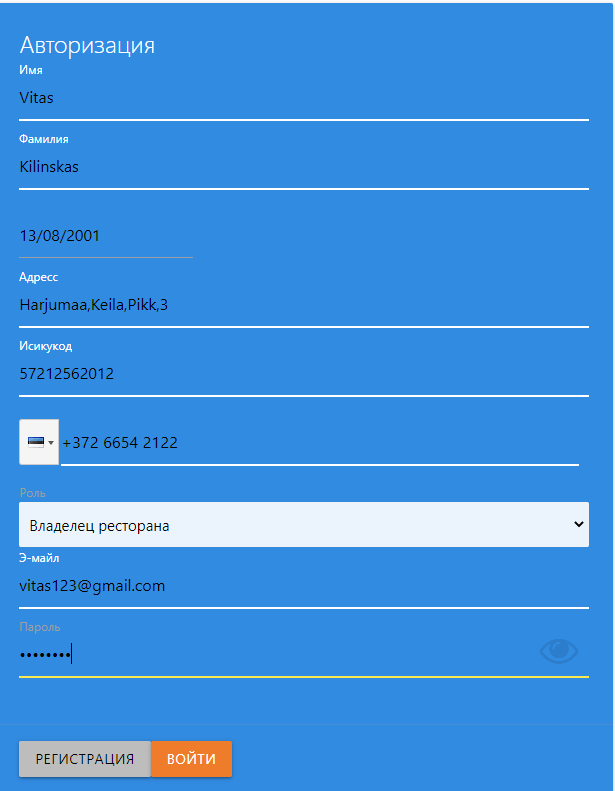 Авторизация
Имя
Vitas
Фамилия
Kilinskas
13/08/2001
Адресс
Harjumaa,Keila,Pikk,3
Исикукод
57212562012
+372 6654 2122
Роль
Владелец ресторана
Э-майл
vitas123@gmail.com
Пароль
••••••••
РЕГИСТРАЦИЯ ВОЙТИ